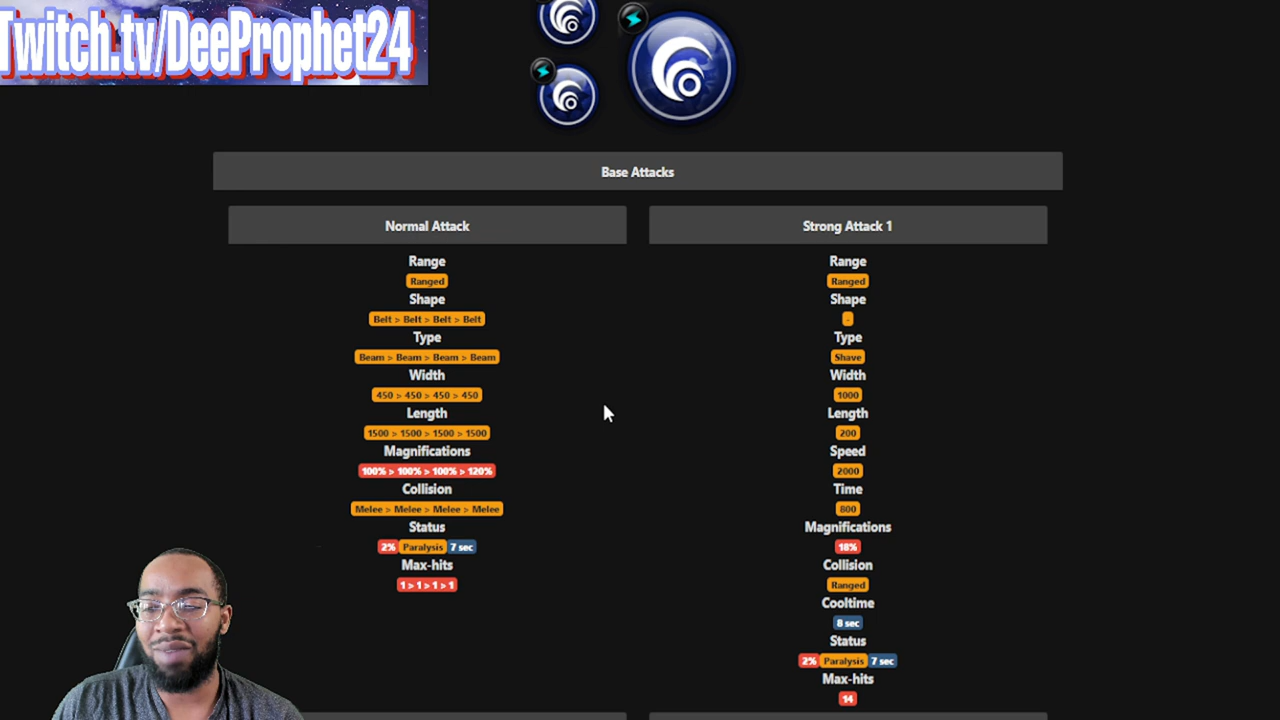 Twitch.tv/DeeProphet24
Base Attacks
Normal Attack
Range
Ranged
Shape
Belt > Belt > Belt > Belt
Type
Beam > Beam > Beam > Beam
Width
450 > 450 > 450 > 450
Length
1500 > 1500 > 1500 > 1500
Magnifications
100% > 100% > 100% > 120%
Collision
Melee > Melee > Melee > Melee
Status
2% Paralysis 7 sec
Max-hits
1 > 1 > 1 > 1
Strong Attack 1
Range
Ranged
Shape
-
Type
Shave
Width
1000
Length
200
Speed
2000
Time
800
Magnifications
18%
Collision
Ranged
Cooltime
8 sec
Status
2% Paralysis 7 sec
Max-hits
14